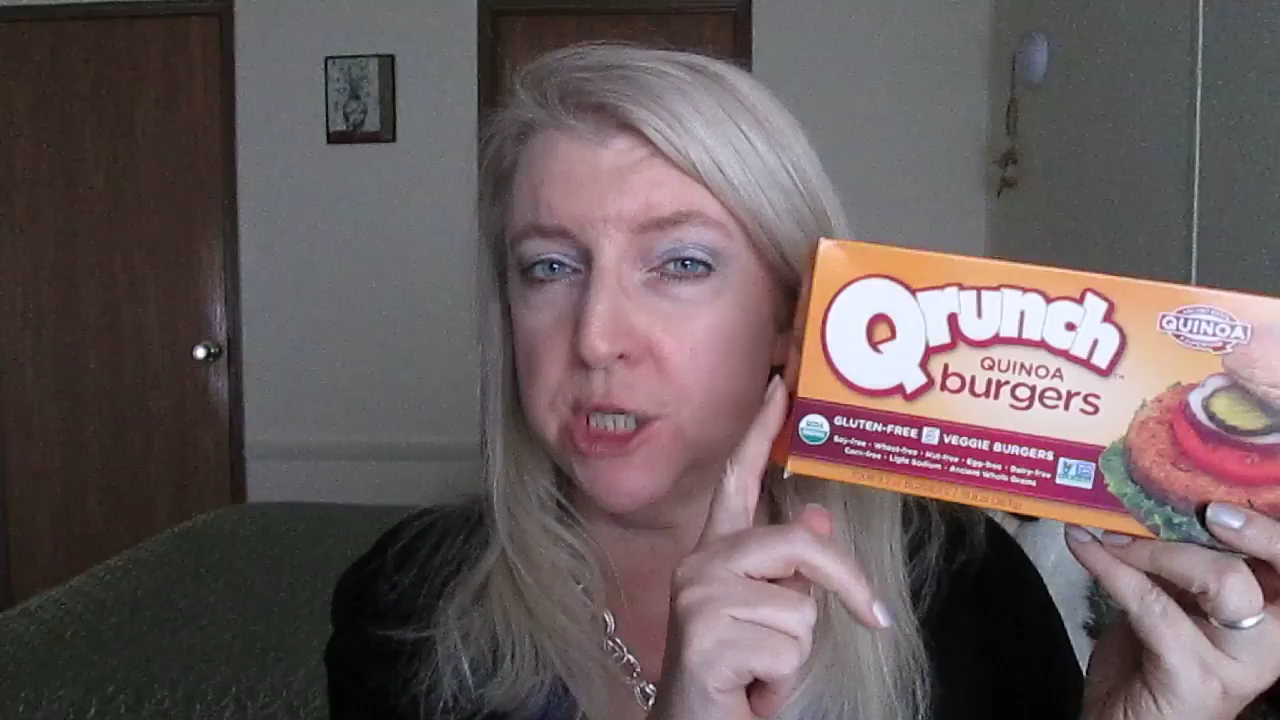 Qrunch
QUINOA
QUINOA
burgers
USDA
GLUTEN-FREE VEGGIE BURGERS
Soy-free • Wheat-free • Nut-free • Egg-free • Dairy-free
Corn-free • Light Sodium • Ancient Whole Grains